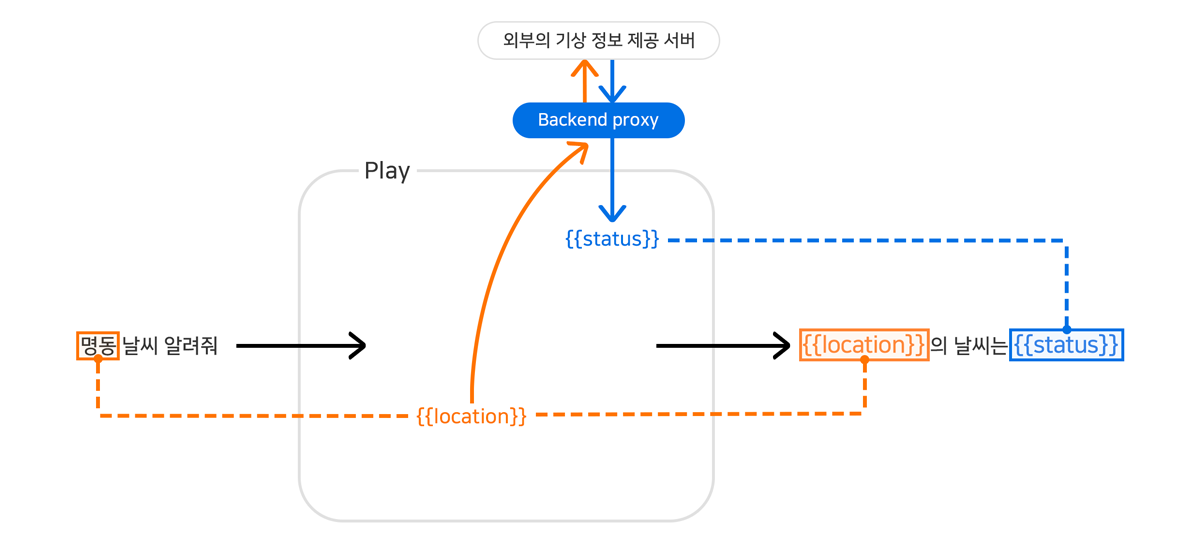 외부의 기상 정보 제공 서버
Backend proxy
Play
{{status}}
명동 날씨 알려줘
{{location}}의 날씨는 {{status}}
{{location}}